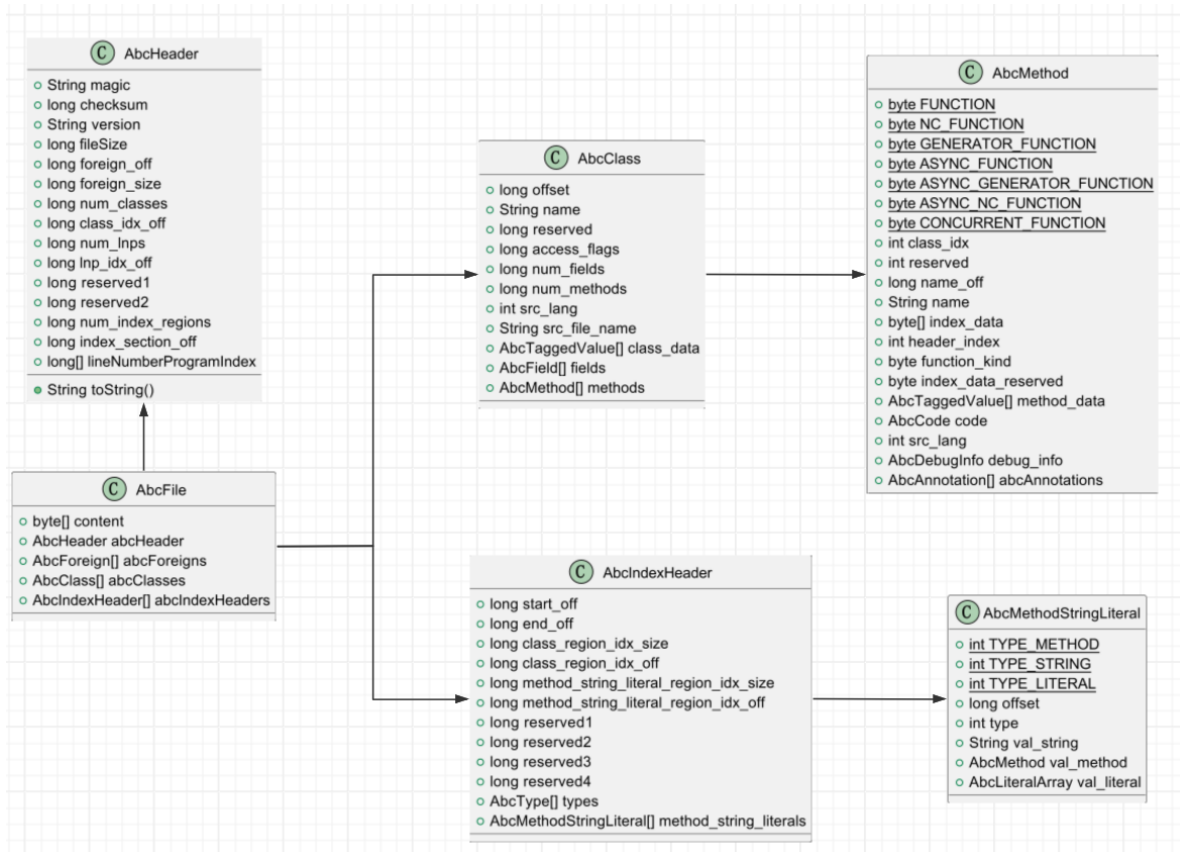 C AbcHeader
String magic
long checksum
String version
long fileSize
long foreign_off
long foreign_size
long num_classes
long class_idx_off
long num_lnps
long lnp_idx_off
long reserved1
long reserved2
long num_index_regions
long index_section_off
long[] lineNumberProgramIndex
String toString()
C AbcFile
byte[] content
AbcHeader abcHeader
AbcForeign[] abcForeigns
AbcClass[] abcClasses
AbcIndexHeader[] abcIndexHeaders
C AbcClass
long offset
String name
long reserved
long access_flags
long num_fields
long num_methods
int src_lang
String src_file_name
AbcTaggedValue[] class_data
AbcField[] fields
AbcMethod[] methods
C AbcIndexHeader
long start_off
long end_off
long class_region_idx_size
long class_region_idx_off
long method_string_literal_region_idx_size
long method_string_literal_region_idx_off
long reserved1
long reserved2
long reserved3
long reserved4
AbcType[] types
AbcMethodStringLiteral[] method_string_literals
C AbcMethod
byte FUNCTION
byte NC_FUNCTION
byte GENERATOR_FUNCTION
byte ASYNC_FUNCTION
byte ASYNC_GENERATOR_FUNCTION
byte ASYNC_NC_FUNCTION
byte CONCURRENT_FUNCTION
int class_idx
int reserved
long name_off
String name
byte[] index_data
int header_index
byte function_kind
byte index_data_reserved
AbcTaggedValue[] method_data
AbcCode code
int src_lang
AbcDebugInfo debug_info
AbcAnnotation[] abcAnnotations
C AbcMethodStringLiteral
int TYPE_METHOD
int TYPE_STRING
int TYPE_LITERAL
long offset
int type
String val_string
AbcMethod val_method
AbcLiteralArray val_literal